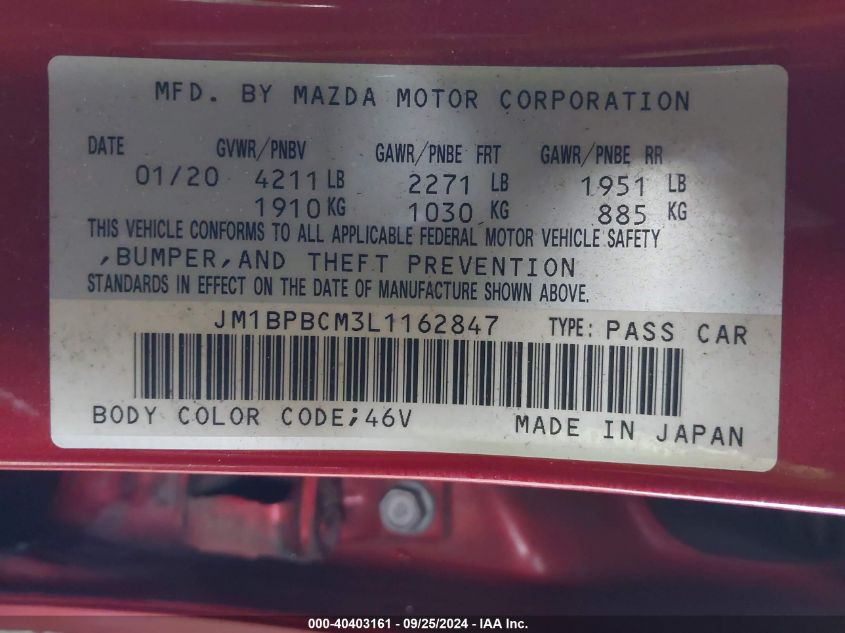 MFD. BY MAZDA MOTOR CORPORATION
DATE GVWR/PNBV GAWR/PNBE FRT GAWR/PNBE RR
01/20 4211 LB 2271 LB 1951 LB
1910 KG 1030 KG 885 KG
THIS VEHICLE CONFORMS TO ALL APPLICABLE FEDERAL MOTOR VEHICLE SAFETY
,BUMPER,AND THEFT PREVENTION
STANDARDS IN EFFECT ON THE DATE OF MANUFACTURE SHOWN ABOVE.
JM1BPBCM3L1162847 TYPE: PASS CAR
BODY COLOR CODE;46V MADE IN JAPAN
000-40403161 - 09/25/2024 - IAA Inc.